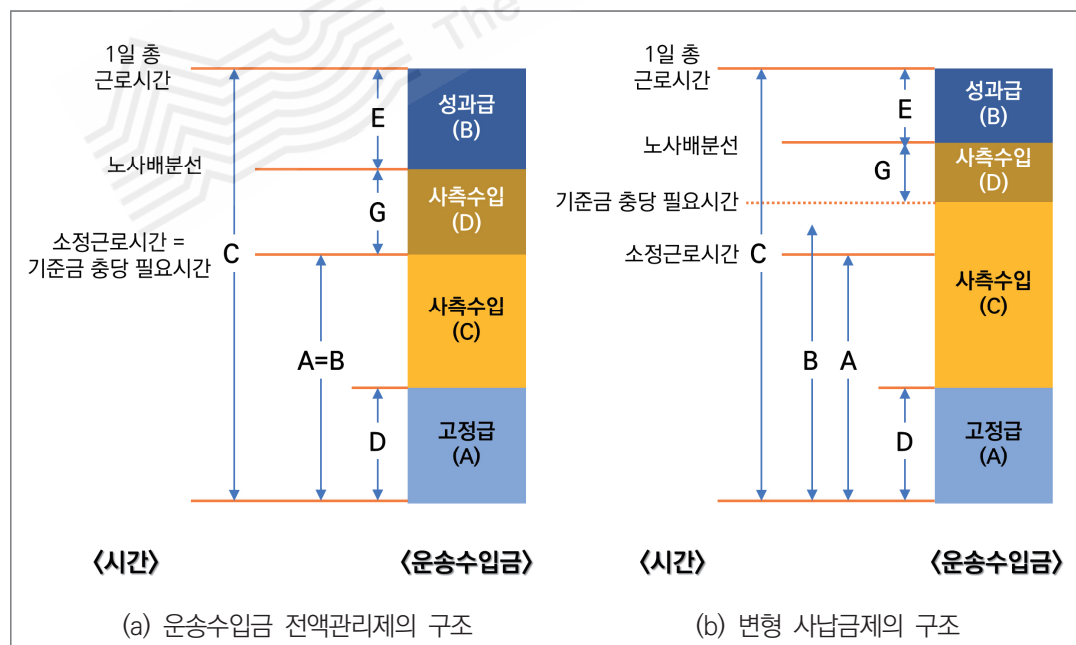 The
1일 총
근로시간
노사배분선
소정근로시간 =
기준금 충당 필요시간
C
E
G
A=B
D
성과급
(B)
사측수입
(D)
사측수입
(C)
고정급
(A)
〈시간〉
〈운송수입금〉
(a) 운송수입금 전액관리제의 구조
1일 총
근로시간
노사배분선
기준금 충당 필요시간
소정근로시간
C
E
G
B
A
D
성과급
(B)
사측수입
(D)
사측수입
(C)
고정급
(A)
〈시간〉
〈운송수입금〉
(b) 변형 사납금제의 구조